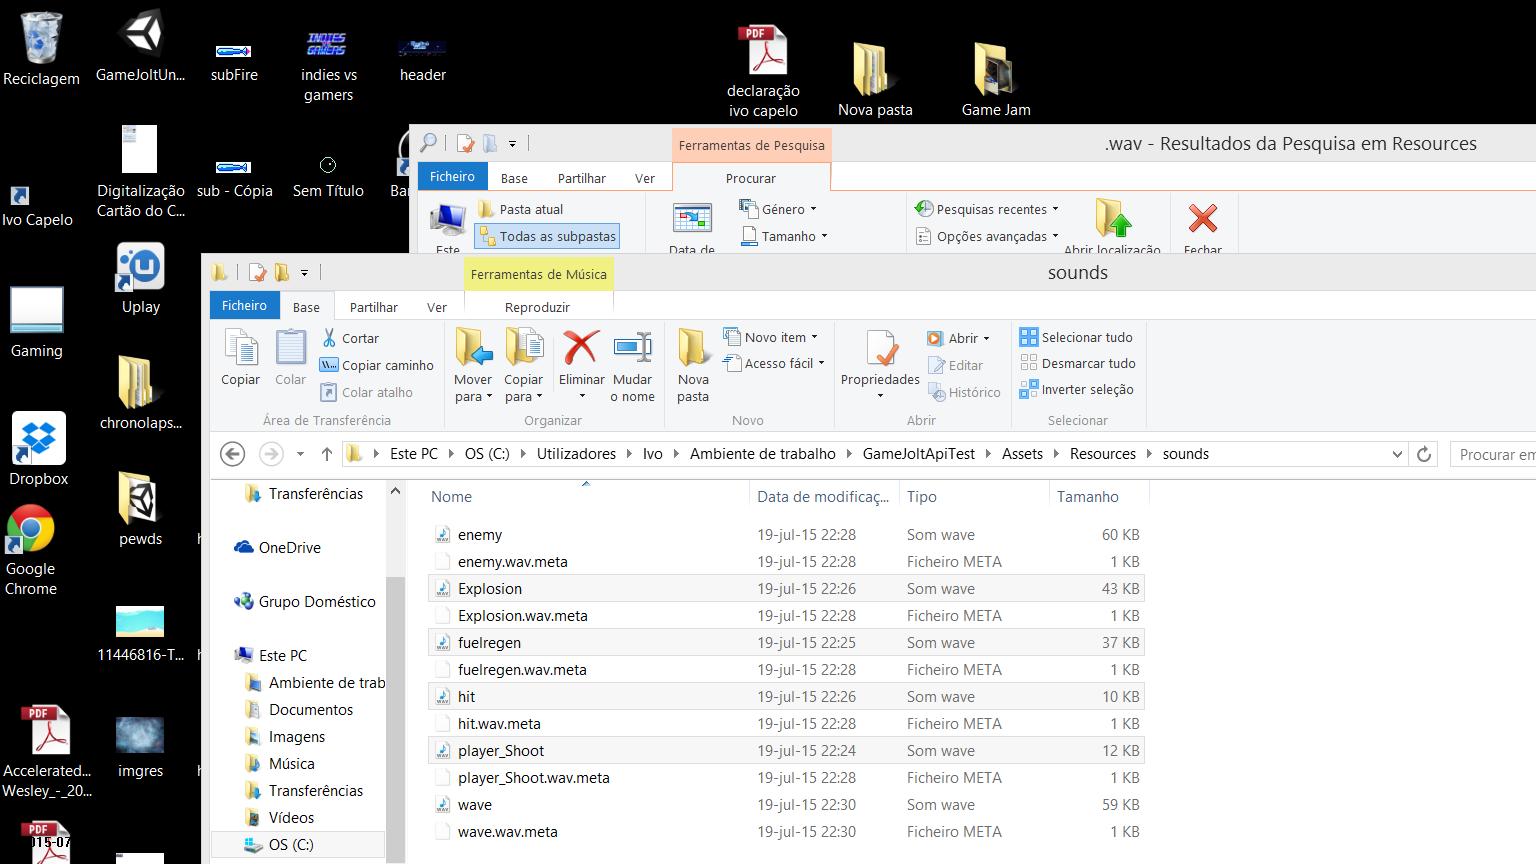 Reciclagem
GameJoltUn...
subFire
indies vs
gamers
INDIES
GAMERS
header
PDF
declaração
ivo capelo
Nova pasta
Game Jam
Ivo Capelo
Digitalização
Cartão do C...
sub - Cópia
Sem Título
Ba
Gaming
Uplay
chronolaps...
Dropbox
pewds
Google
Chrome
11446816-T...
PDF
Accelerated...
Wesley_-_20...
imgres
PDF
015-07
Ferramentas de Pesquisa
.wav - Resultados da Pesquisa em Resources
Ficheiro
Base
Partilhar
Ver
Procurar
Este
Pasta atual
Todas as subpastas
Data de
Género
Tamanho
Pesquisas recentes
Opções avançadas
Abrir localização
Fechar
Ferramentas de Música
sounds
Ficheiro
Base
Partilhar
Ver
Reproduzir
Copiar
Colar
Cortar
Copiar caminho
Colar atalho
Área de Transferência
Mover
para
Copiar
para
Eliminar
Mudar
o nome
Organizar
Nova
pasta
Novo item
Acesso fácil
Novo
Propriedades
Abrir
Editar
Histórico
Abrir
Selecionar tudo
Desmarcar tudo
Inverter seleção
Selecionar
Este PC
OS (C:)
Utilizadores
Ivo
Ambiente de trabalho
GameJoltApiTest
Assets
Resources
sounds
Procurar em
Transferências
OneDrive
Grupo Doméstico
Este PC
Ambiente de trab
Documentos
Imagens
Música
Transferências
Vídeos
OS (C:)
Nome Data de modificaç... Tipo Tamanho
enemy 19-jul-15 22:28 Som wave 60 KB
enemy.wav.meta 19-jul-15 22:28 Ficheiro META 1 KB
Explosion 19-jul-15 22:26 Som wave 43 KB
Explosion.wav.meta 19-jul-15 22:28 Ficheiro META 1 KB
fuelregen 19-jul-15 22:25 Som wave 37 KB
fuelregen.wav.meta 19-jul-15 22:28 Ficheiro META 1 KB
hit 19-jul-15 22:26 Som wave 10 KB
hit.wav.meta 19-jul-15 22:28 Ficheiro META 1 KB
player_Shoot 19-jul-15 22:24 Som wave 12 KB
player_Shoot.wav.meta 19-jul-15 22:28 Ficheiro META 1 KB
wave 19-jul-15 22:30 Som wave 59 KB
wave.wav.meta 19-jul-15 22:30 Ficheiro META 1 KB